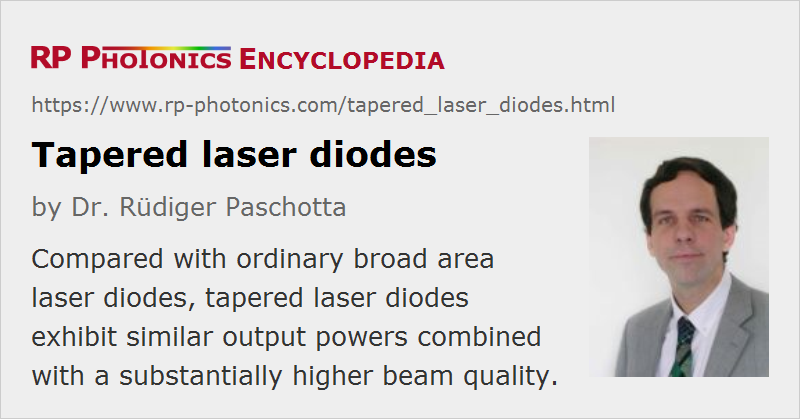 RP PHOTONICS ENCYCLOPEDIA
https://www.rp-photonics.com/tapered_laser_diodes.html
Tapered laser diodes
by Dr. Rüdiger Paschotta
Compared with ordinary broad area
laser diodes, tapered laser diodes
exhibit similar output powers combined
with a substantially higher beam quality.